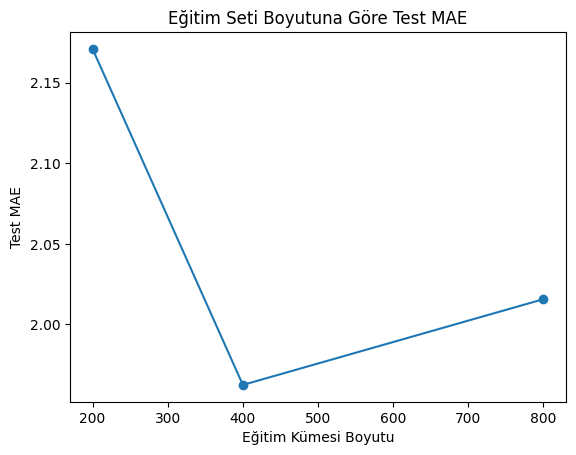 Eğitim Seti Boyutuna Göre Test MAE
2.15
2.10
2.05
2.00
Test MAE
200 300 400 500 600 700 800
Eğitim Kümesi Boyutu